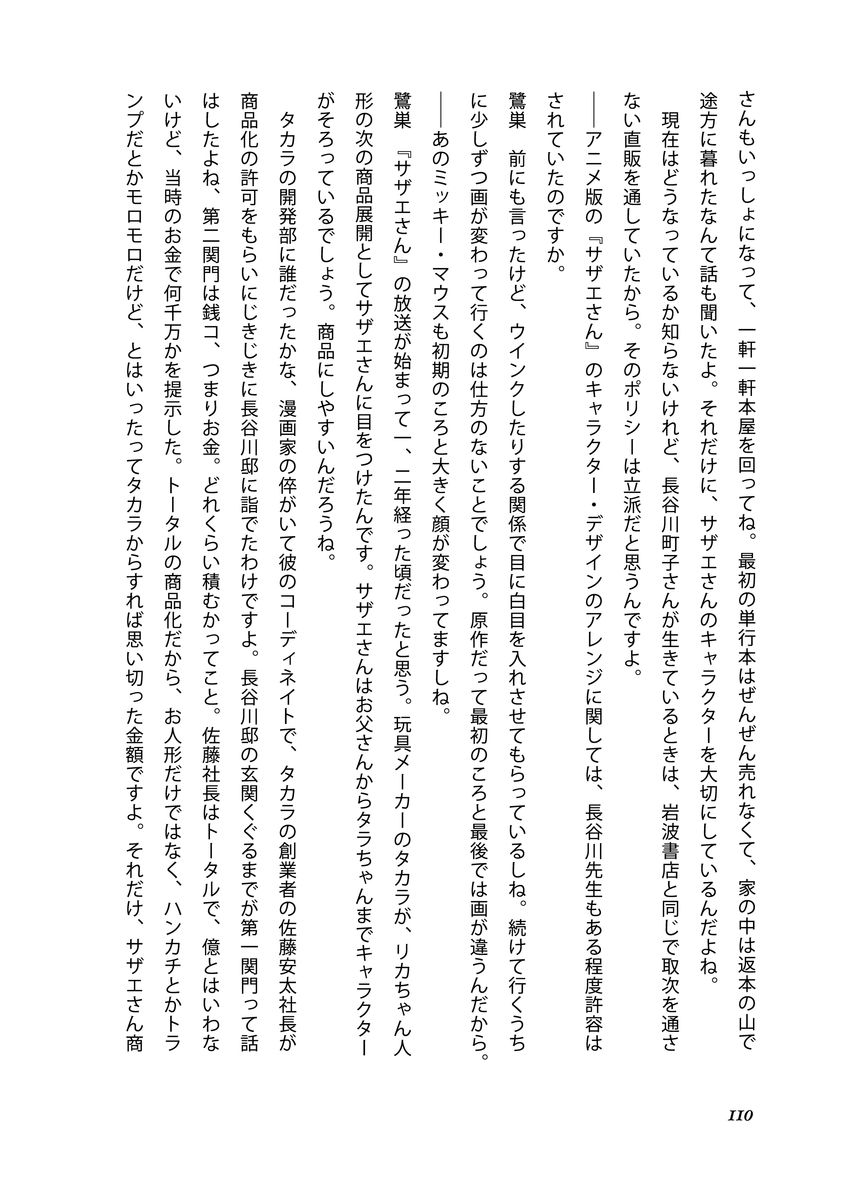 さんもいっしょになって、一軒一軒本屋を回ってね。最初の単行本はぜんぜん売れなくて、家の中は返本の山で
途方に暮れたなんて話も聞いたよ。それだけに、サザエさんのキャラクターを大切にしているんだよね。
　現在はどうなっているか知らないけれど、長谷川町子さんが生きているときは、岩波書店と同じで取次を通さ
ない直販を通していたから。そのポリシーは立派だと思うんですよ。
――アニメ版の『サザエさん』のキャラクター・デザインのアレンジに関しては、長谷川先生もある程度許容は
されていたのですか。
鷺巣　前にも言ったけど、ウインクしたりする関係で目に白目を入れさせてもらっているしね。続けて行くうち
に少しずつ画が変わって行くのは仕方のないことでしょう。原作だって最初のころと最後では画が違うんだから。
――あのミッキー・マウスも初期のころと大きく顔が変わってますしね。
鷺巣　『サザエさん』の放送が始まって一、二年経った頃だったと思う。玩具メーカーのタカラが、リカちゃん人
形の次の商品展開としてサザエさんに目をつけたんです。サザエさんはお父さんからタラちゃんまでキャラクター
がそろっているでしょう。商品にしやすいんだろうね。
　タカラの開発部に誰だったかな、漫画家の倅がいて彼のコーディネイトで、タカラの創業者の佐藤安太社長が
商品化の許可をもらいにじきじきに長谷川邸に詣でたわけですよ。長谷川邸の玄関くぐるまでが第一関門って話
はしたよね、第二関門は銭コ、つまりお金。どれくらい積むかってこと。佐藤社長はトータルで、億とはいわな
いけど、当時のお金で何千万かを提示した。トータルの商品化だから、お人形だけではなく、ハンカチとかトラ
ンプだとかモロモロだけど、とはいったってタカラからすれば思い切った金額ですよ。それだけ、サザエさん商
110